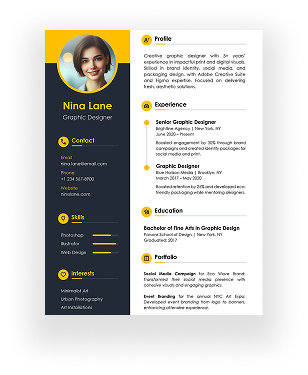 Nina Lane
Graphic Designer
Contact
Email
nina.lane@email.com
Phone
+1 234 567-8900
Website
ninalane.com
Skills
Photoshop
Illustrator
Web Design
Interests
Minimalist Art
Urban Photography
Art Installations
Profile
Creative graphic designer with 5+ years'
experience in impactful print and digital visuals.
Skilled in brand identity, social media, and
packaging design, with Adobe Creative Suite
and Figma expertise. Focused on delivering
fresh, aesthetic solutions.
Experience
Senior Graphic Designer
Brightline Agency | New York, NY
June 2020 – Present
Boosted engagement by 30% through brand
campaigns and created identity packages for
social media and print.
Graphic Designer
Blue Horizon Media | Brooklyn, NY
March 2017 – May 2020
Boosted retention by 25% and developed eco-
friendly packaging while mentoring designers.
Education
Bachelor of Fine Arts in Graphic Design
Parsons School of Design | New York, NY
Graduated: 2017
Portfolio
Social Media Campaign for Eco Wave Brand:
Transformed their social media presence with
cohesive visuals and engaging graphics.
Event Branding for the annual NYC Art Expo:
Developed event branding from logo to banners,
enhancing attendee experience.